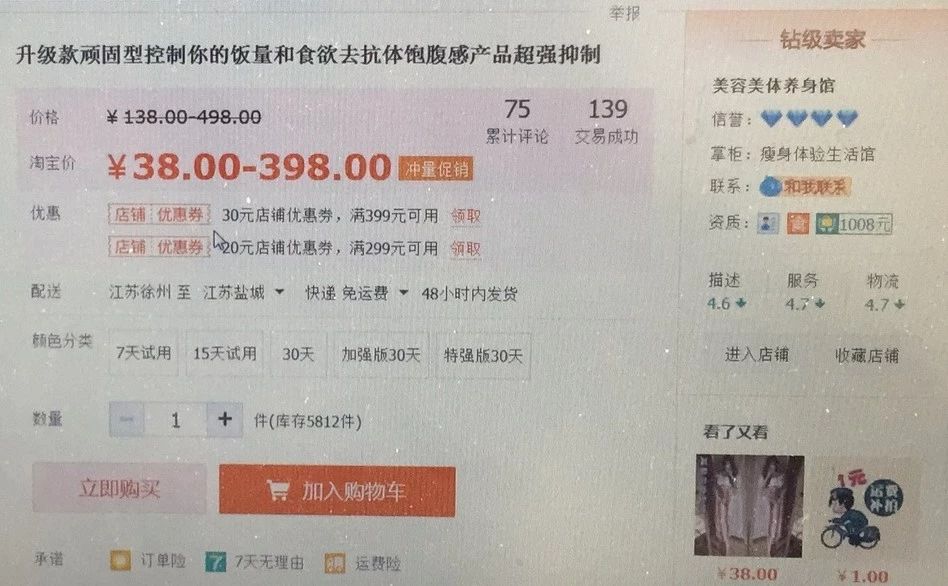 举报
升级款顽固型控制你的饭量和食欲去抗体饱腹感产品超强抑制
价格 ¥ 138.00-498.00
75 139
累计评论 交易成功
淘宝价 ¥38.00-398.00 冲量促销
优惠 店铺 优惠券 30元店铺优惠券，满399元可用 领取
店铺 优惠券 20元店铺优惠券，满299元可用 领取
配送 江苏徐州 至 江苏盐城 快递 免运费 48小时内发货
颜色分类 7天试用 15天试用 30天 加强版30天 特强版30天
数量 − 1 + 件(库存5812件)
立即购买 加入购物车
承诺 订单险 7 7天无理由 运费险
钻级卖家
美容美体养身馆
信誉：
掌柜：瘦身体验生活馆
联系：和我联系
资质：食 1008元
描述 服务 物流
4.6 4.7 4.7
进入店铺 收藏店铺
看了又看
1元
运费
补拍
¥38.00 ¥1.00